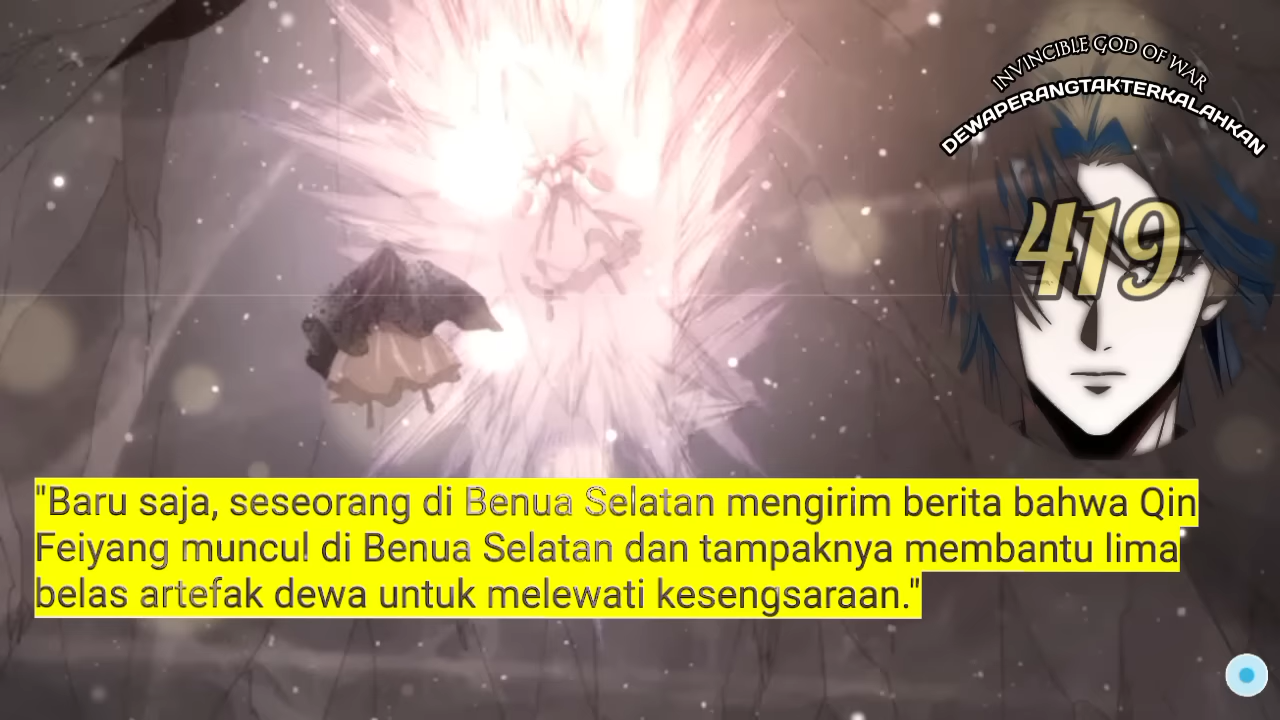 INVINCIBLE GOD OF WAR
DEWAPERANGTAKTERKALAHKAN
419
"Baru saja, seseorang di Benua Selatan mengirim berita bahwa Qin
Feiyang muncul di Benua Selatan dan tampaknya membantu lima
belas artefak dewa untuk melewati kesengsaraan."